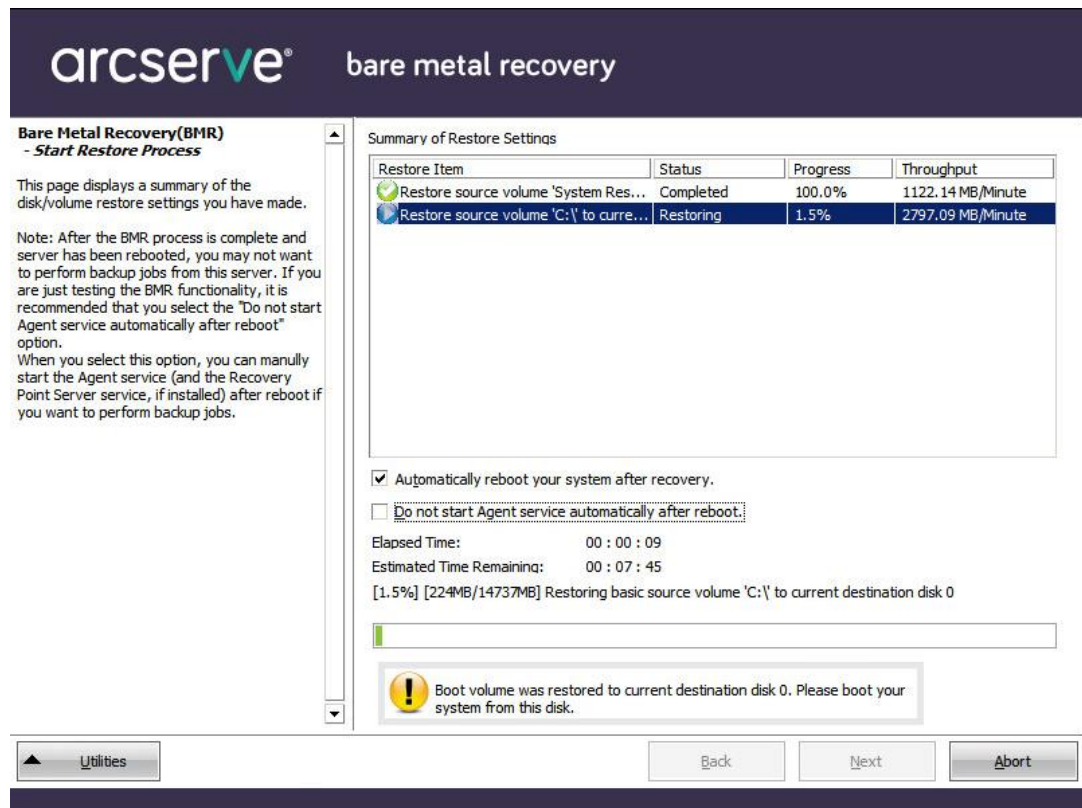 arcserve®
bare metal recovery
Bare Metal Recovery(BMR)
- Start Restore Process
This page displays a summary of the
disk/volume restore settings you have made.
Note: After the BMR process is complete and
server has been rebooted, you may not want
to perform backup jobs from this server. If you
are just testing the BMR functionality, it is
recommended that you select the "Do not start
Agent service automatically after reboot"
option.
When you select this option, you can manully
start the Agent service (and the Recovery
Point Server service, if installed) after reboot if
you want to perform backup jobs.
Summary of Restore Settings
Restore Item Status Progress Throughput
Restore source volume 'System Res... Completed 100.0% 1122.14 MB/Minute
Restore source volume 'C:\' to curre... Restoring 1.5% 2797.09 MB/Minute
Automatically reboot your system after recovery.
Do not start Agent service automatically after reboot.
Elapsed Time: 00 : 00 : 09
Estimated Time Remaining: 00 : 07 : 45
[1.5%] [224MB/14737MB] Restoring basic source volume 'C:\' to current destination disk 0
Boot volume was restored to current destination disk 0. Please boot your
system from this disk.
Utilities Back Next Abort